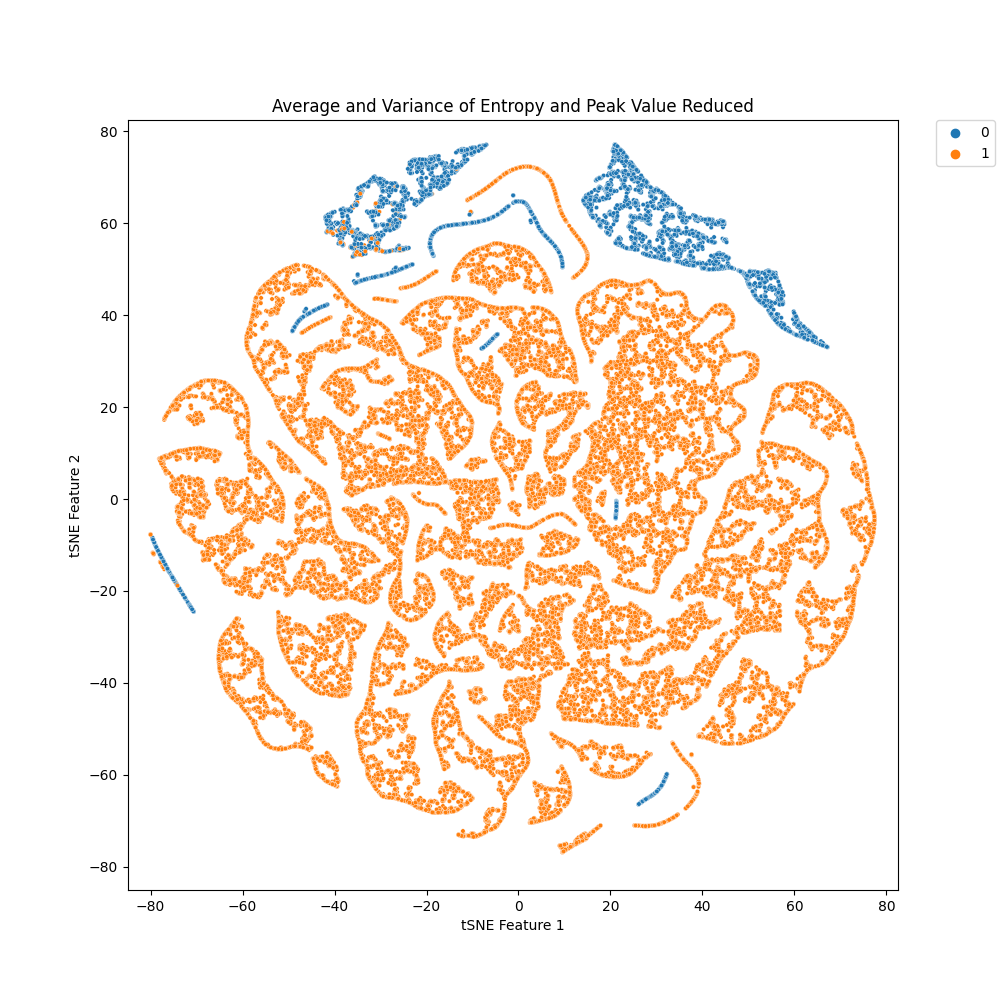 Average and Variance of Entropy and Peak Value Reduced
0
1
80
60
40
20
0
−20
−40
−60
−80
tSNE Feature 2
−80 −60 −40 −20 0 20 40 60 80
tSNE Feature 1